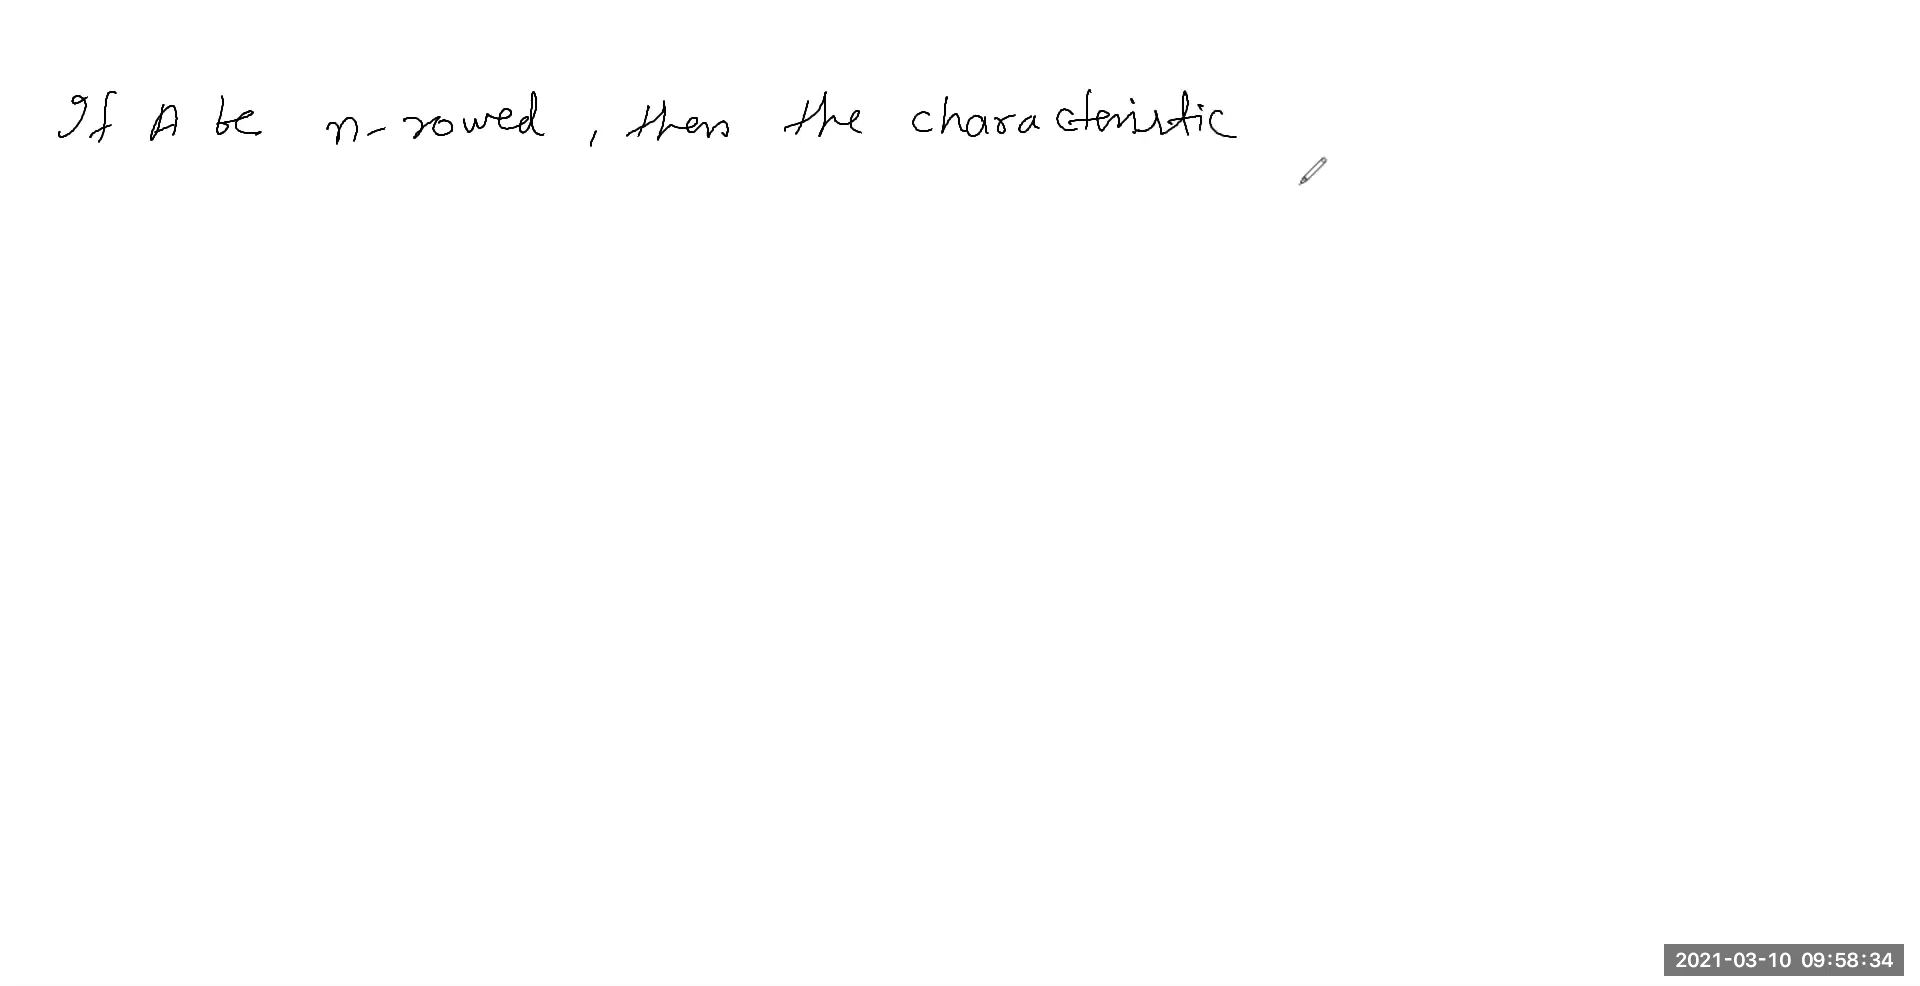 If A be n-rowed, then the characteristic
2021-03-10 09:58:34